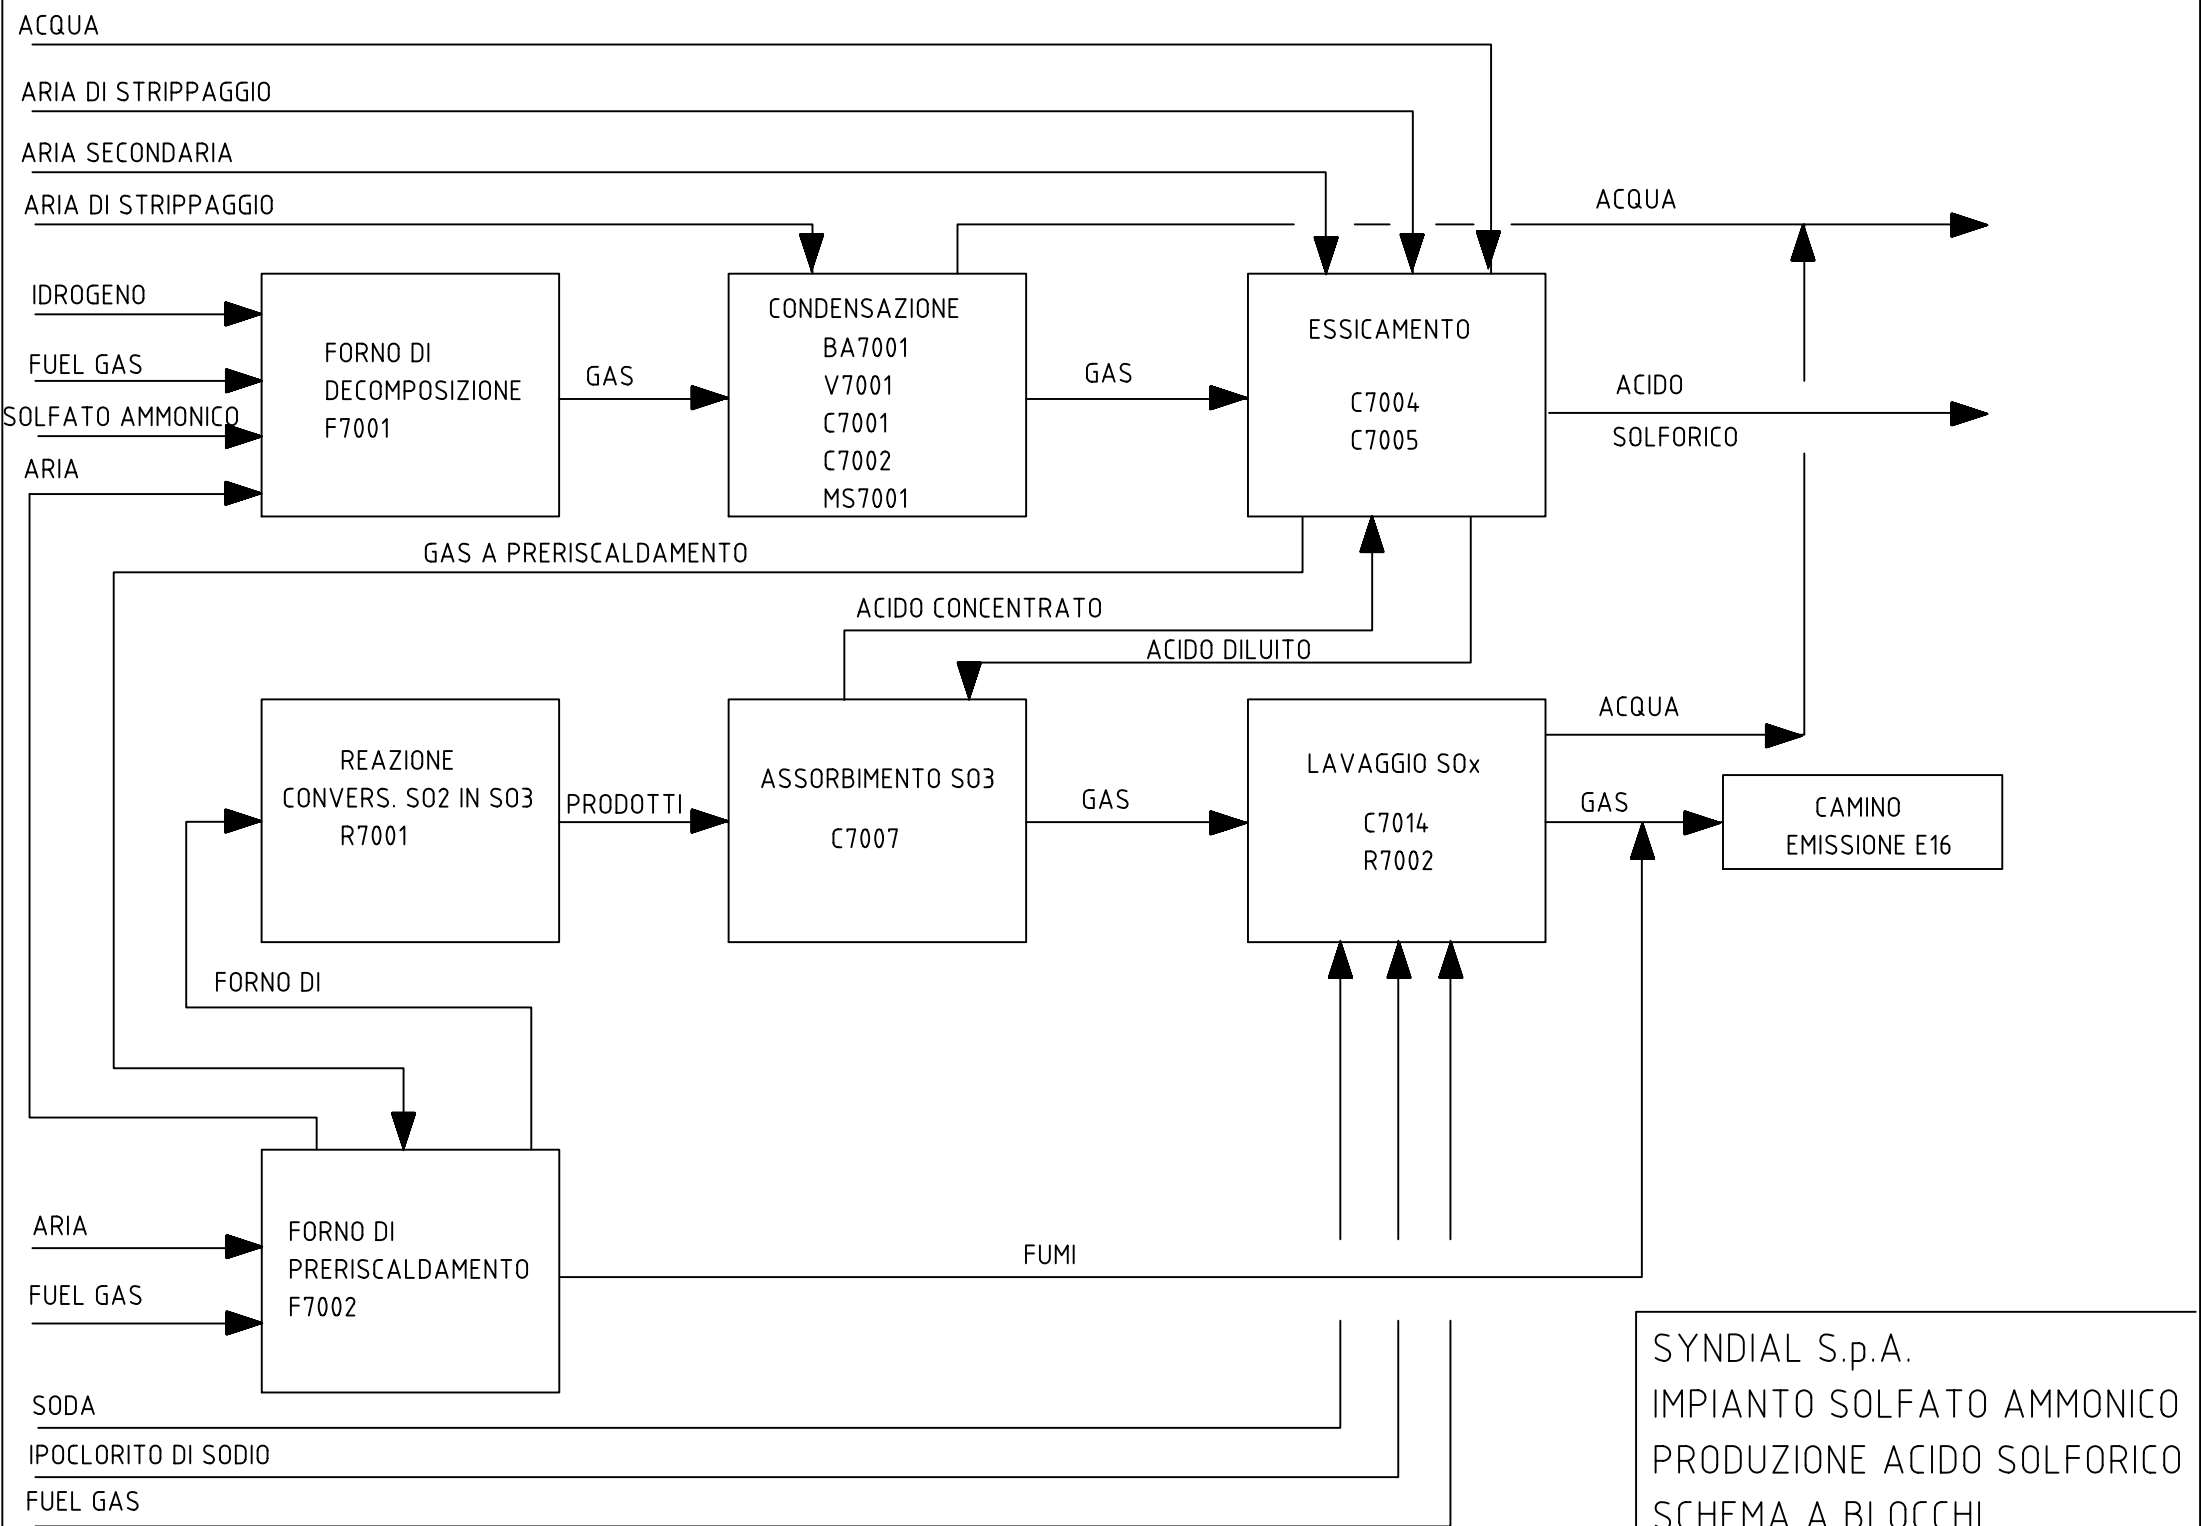 ACQUA
ARIA DI STRIPPAGGIO
ARIA SECONDARIA
ARIA DI STRIPPAGGIO
ACQUA
IDROGENO
FUEL GAS
SOLFATO AMMONICO
ARIA
FORNO DI
DECOMPOSIZIONE
F7001
GAS
CONDENSAZIONE
BA7001
V7001
C7001
C7002
MS7001
GAS
ESSICAMENTO
C7004
C7005
ACIDO
SOLFORICO
GAS A PRERISCALDAMENTO
ACIDO CONCENTRATO
ACIDO DILUITO
REAZIONE
CONVERS. SO2 IN SO3
R7001
PRODOTTI
ASSORBIMENTO SO3
C7007
GAS
LAVAGGIO SOx
C7014
R7002
ACQUA
GAS
CAMINO
EMISSIONE E16
FORNO DI
ARIA
FUEL GAS
FORNO DI
PRERISCALDAMENTO
F7002
FUMI
SODA
IPOCLORITO DI SODIO
FUEL GAS
SYNDIAL S.p.A.
IMPIANTO SOLFATO AMMONICO
PRODUZIONE ACIDO SOLFORICO
SCHEMA A BLOCCHI